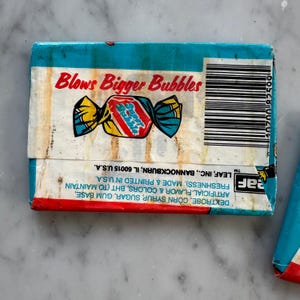 Blows Bigger Bubbles
LEAF, INC., BANNOCKBURN, IL 60015 U.S.A.
DEXTROSE, CORN SYRUP, SUGAR, GUM BASE,
ARTIFICIAL FLAVOR & COLORS, BHT (TO MAINTAIN
FRESHNESS). MADE & PRINTED IN U.S.A.